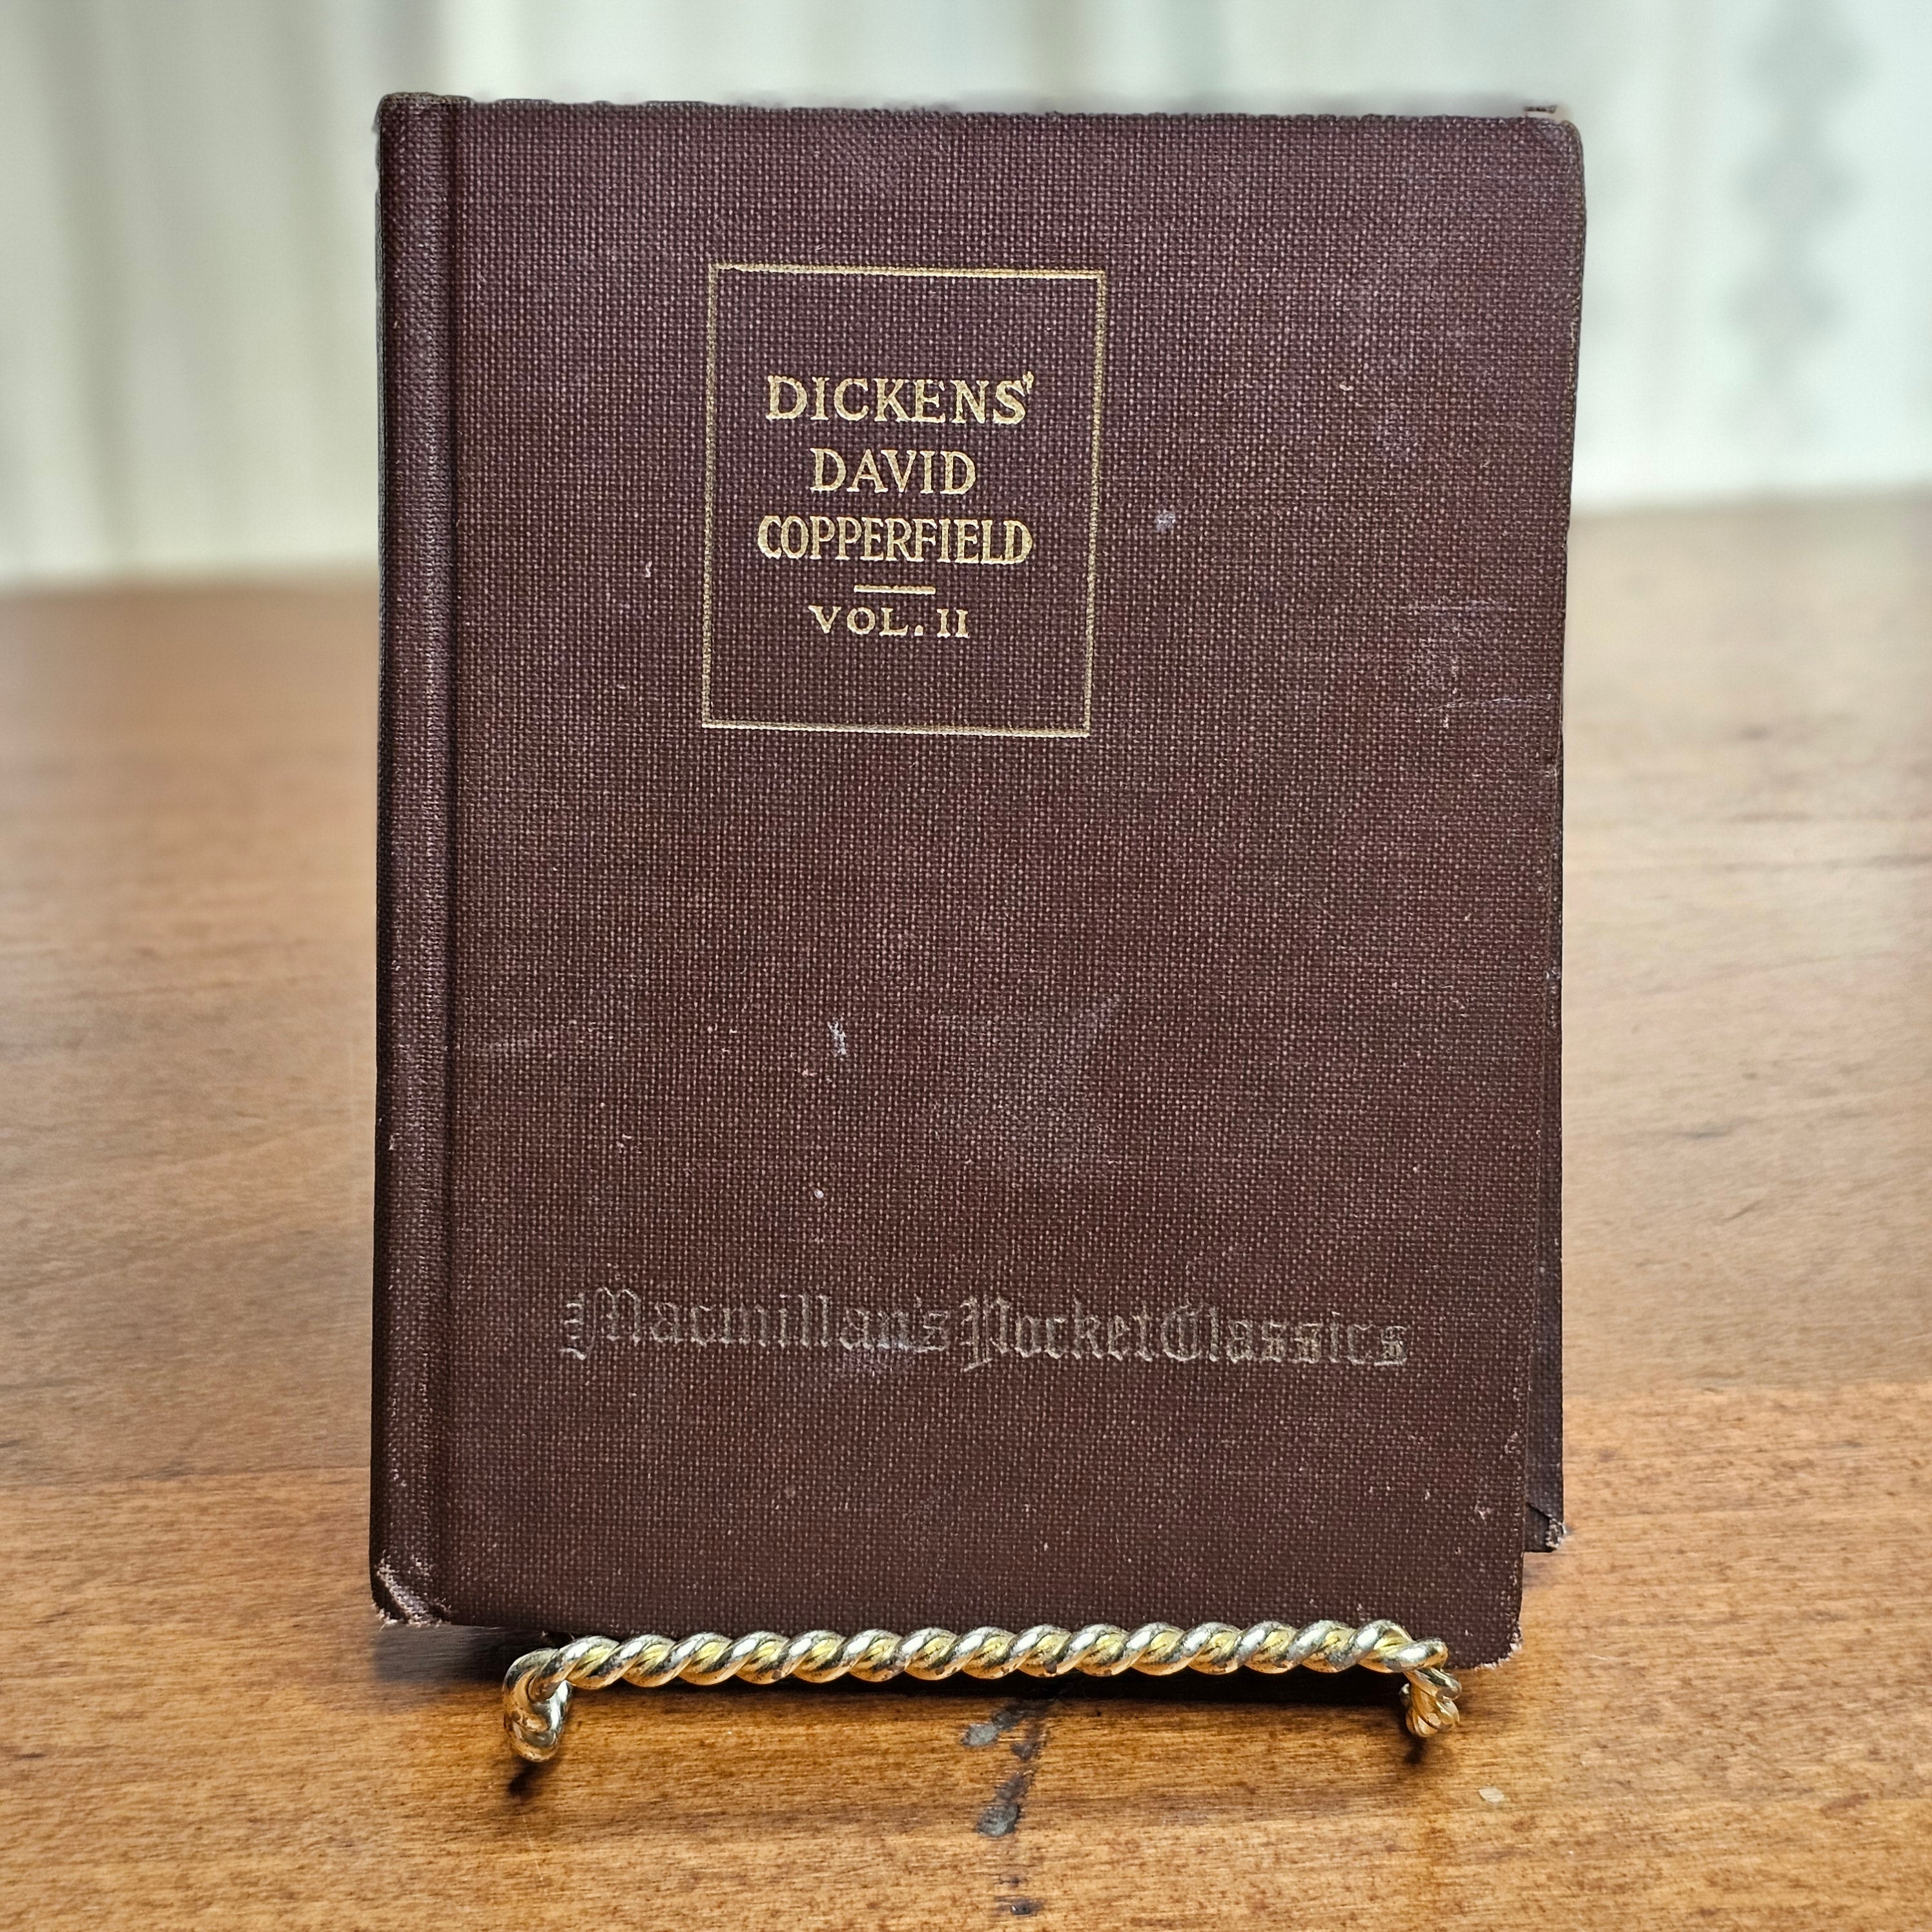 DICKENS'
DAVID
COPPERFIELD
VOL. II
Macmillan's Pocket Classics